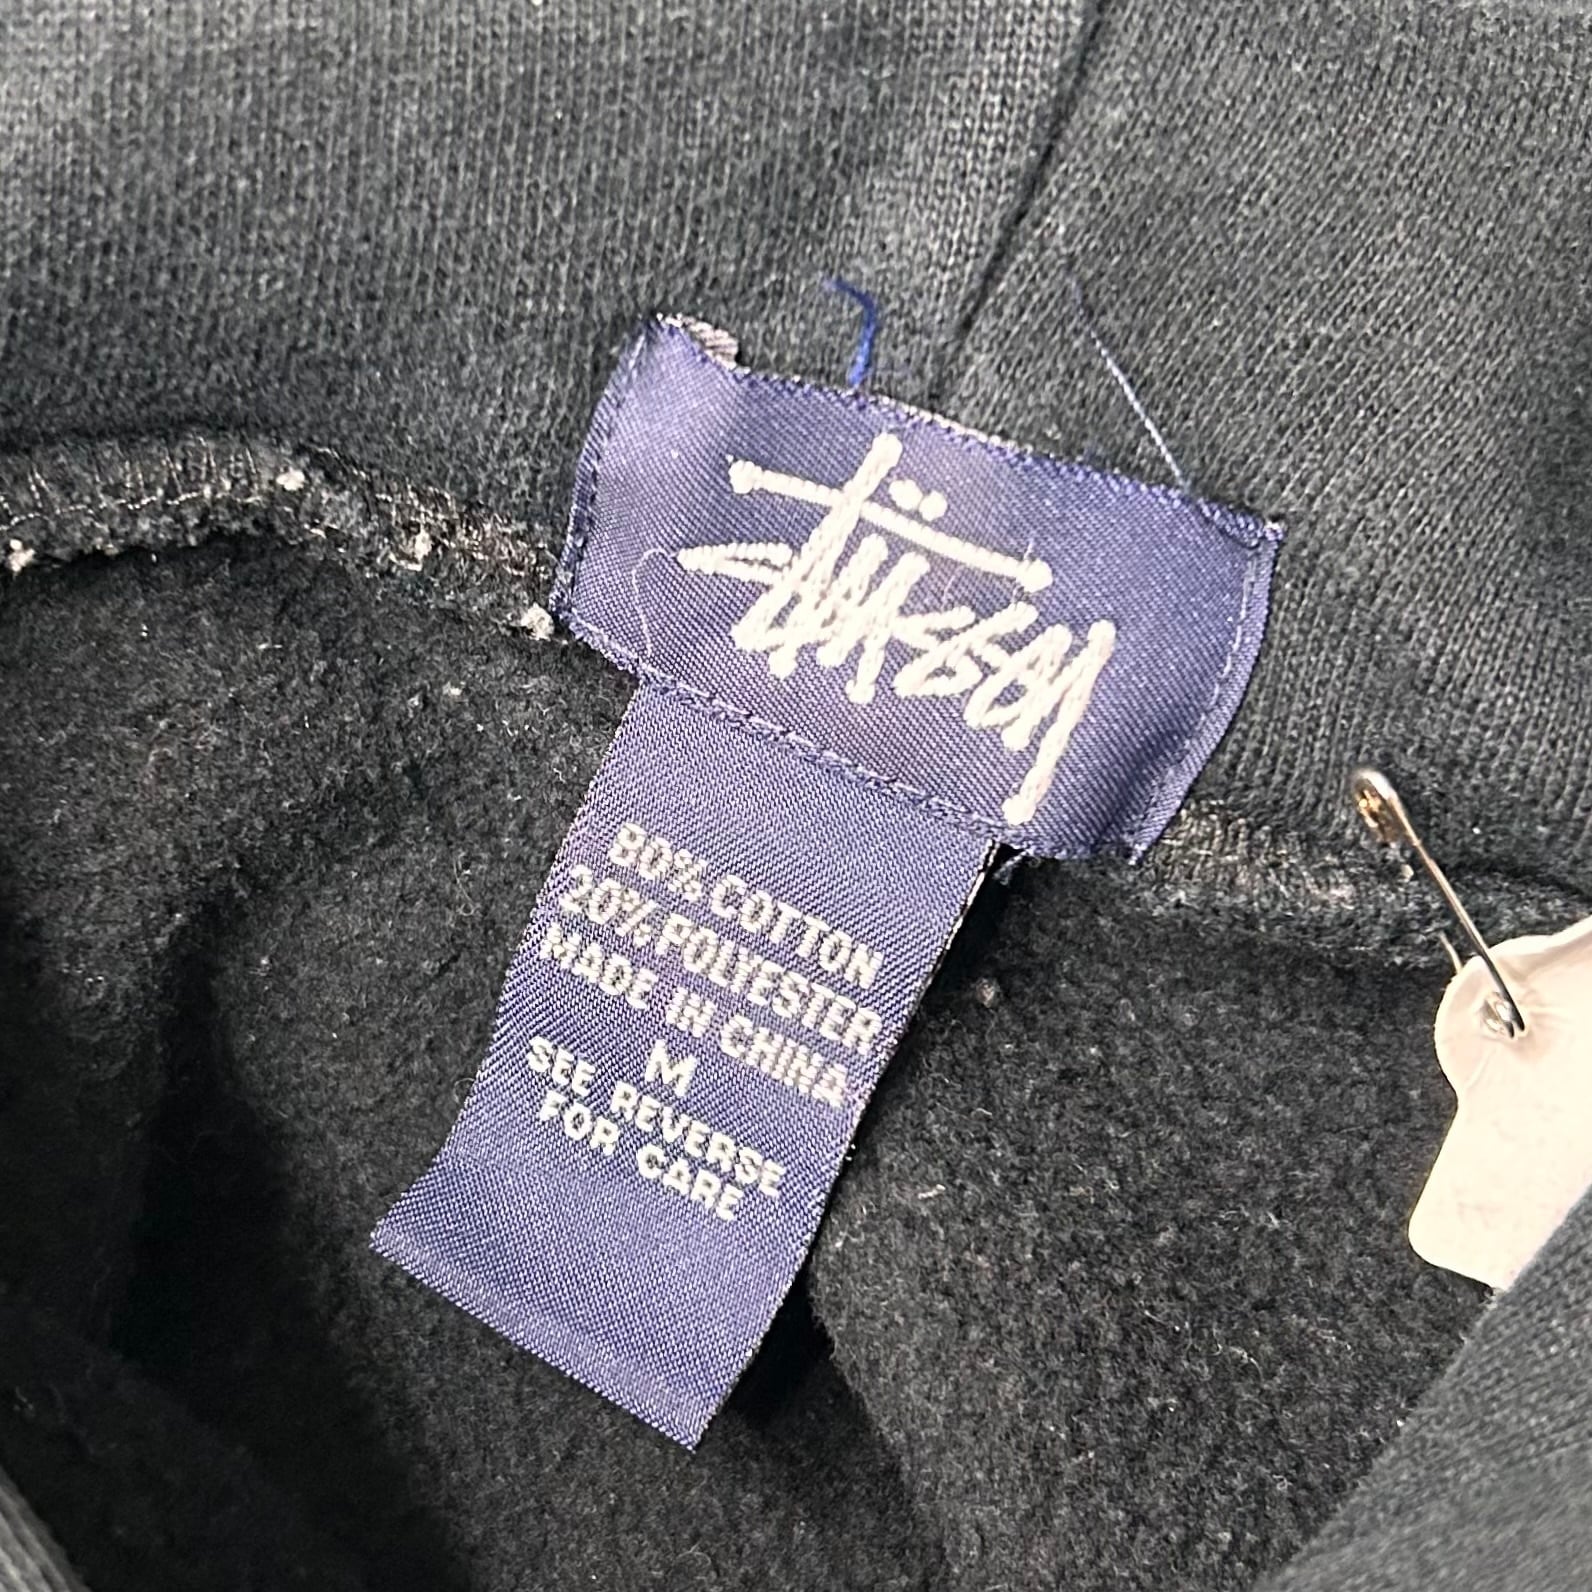 Stüssy
80% COTTON
20% POLYESTER
MADE IN CHINA
M
SEE REVERSE
FOR CARE